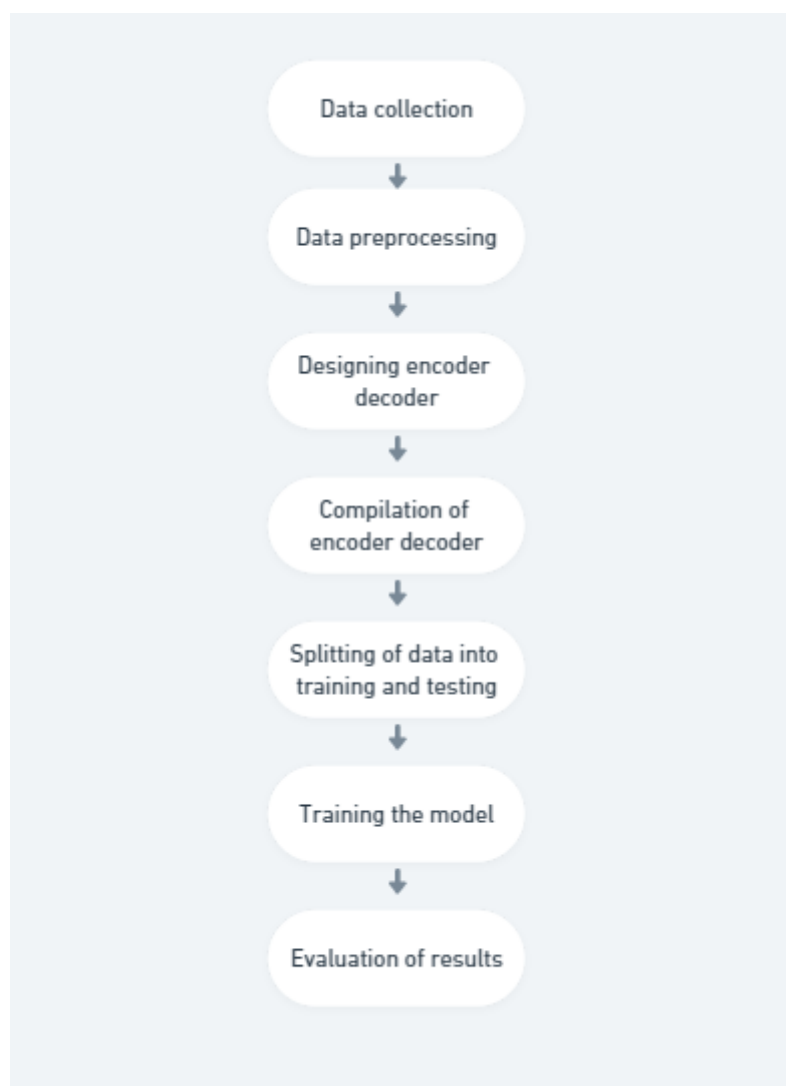 Data collection
Data preprocessing
Designing encoder
decoder
Compilation of
encoder decoder
Splitting of data into
training and testing
Training the model
Evaluation of results